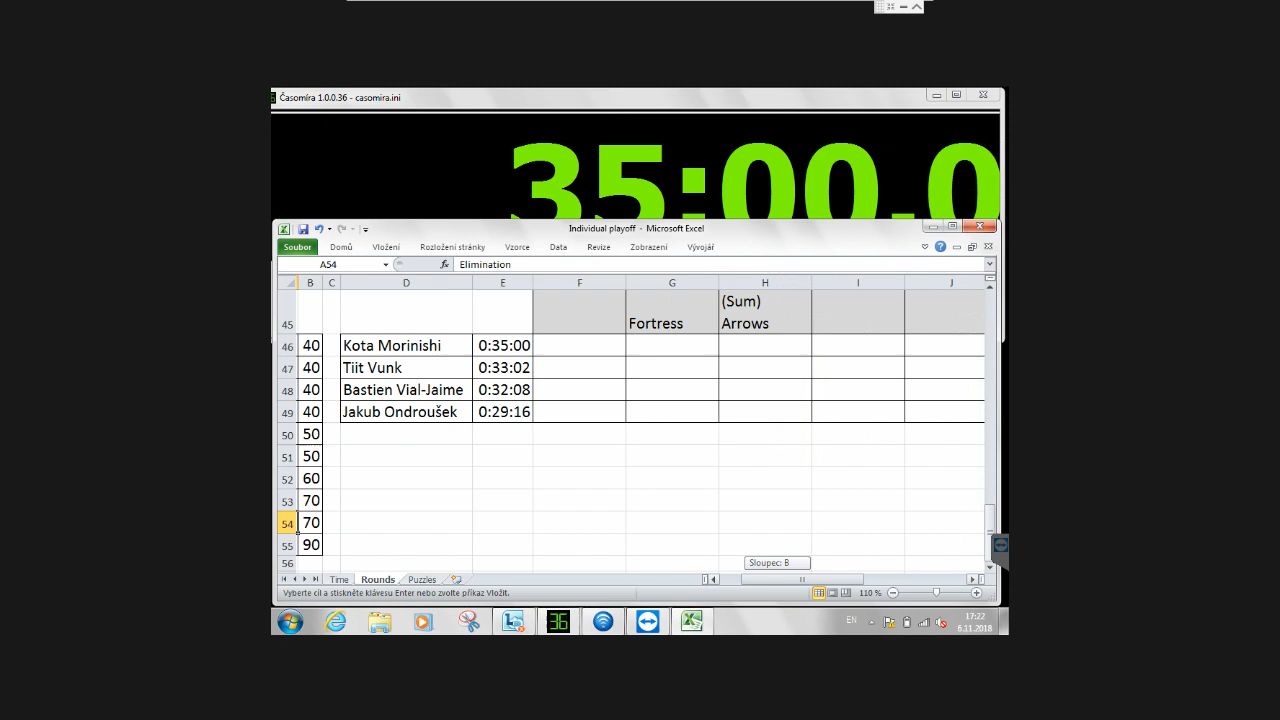 Časomíra 1.0.0.36 - casomira.ini
35:00.0
Individual playoff - Microsoft Excel
Soubor Domů Vložení Rozložení stránky Vzorce Data Revize Zobrazení Vývojář
A54 fx Elimination
B C D E F G H I J
(Sum)
45 Fortress Arrows
46 40 Kota Morinishi 0:35:00
47 40 Tiit Vunk 0:33:02
48 40 Bastien Vial-Jaime 0:32:08
49 40 Jakub Ondroušek 0:29:16
50 50
51 50
52 60
53 70
54 70
55 90
56 Sloupec: B
Time Rounds Puzzles
Vyberte cíl a stiskněte klávesu Enter nebo zvolte příkaz Vložit. 110 %
36 EN 17:22
6.11.2018